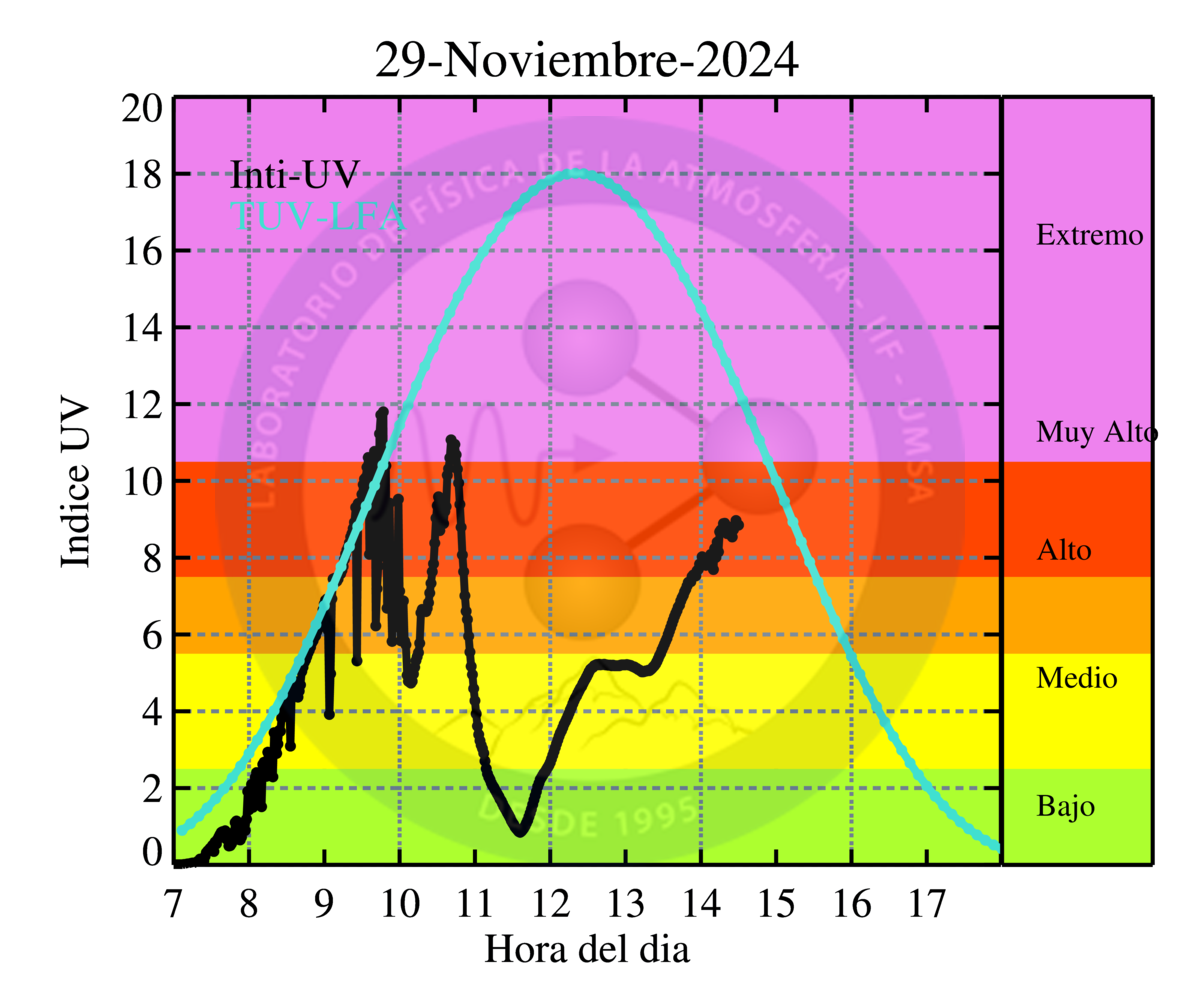 29-Noviembre-2024
Inti-UV
TUV-LFA
LABORATORIO DE FÍSICA DE LA ATMÓSFERA - IIF - UMSA
DESDE 1995
20
18
16
14
12
10
8
6
4
2
0
Indice UV
Extremo
Muy Alto
Alto
Medio
Bajo
7 8 9 10 11 12 13 14 15 16 17
Hora del dia